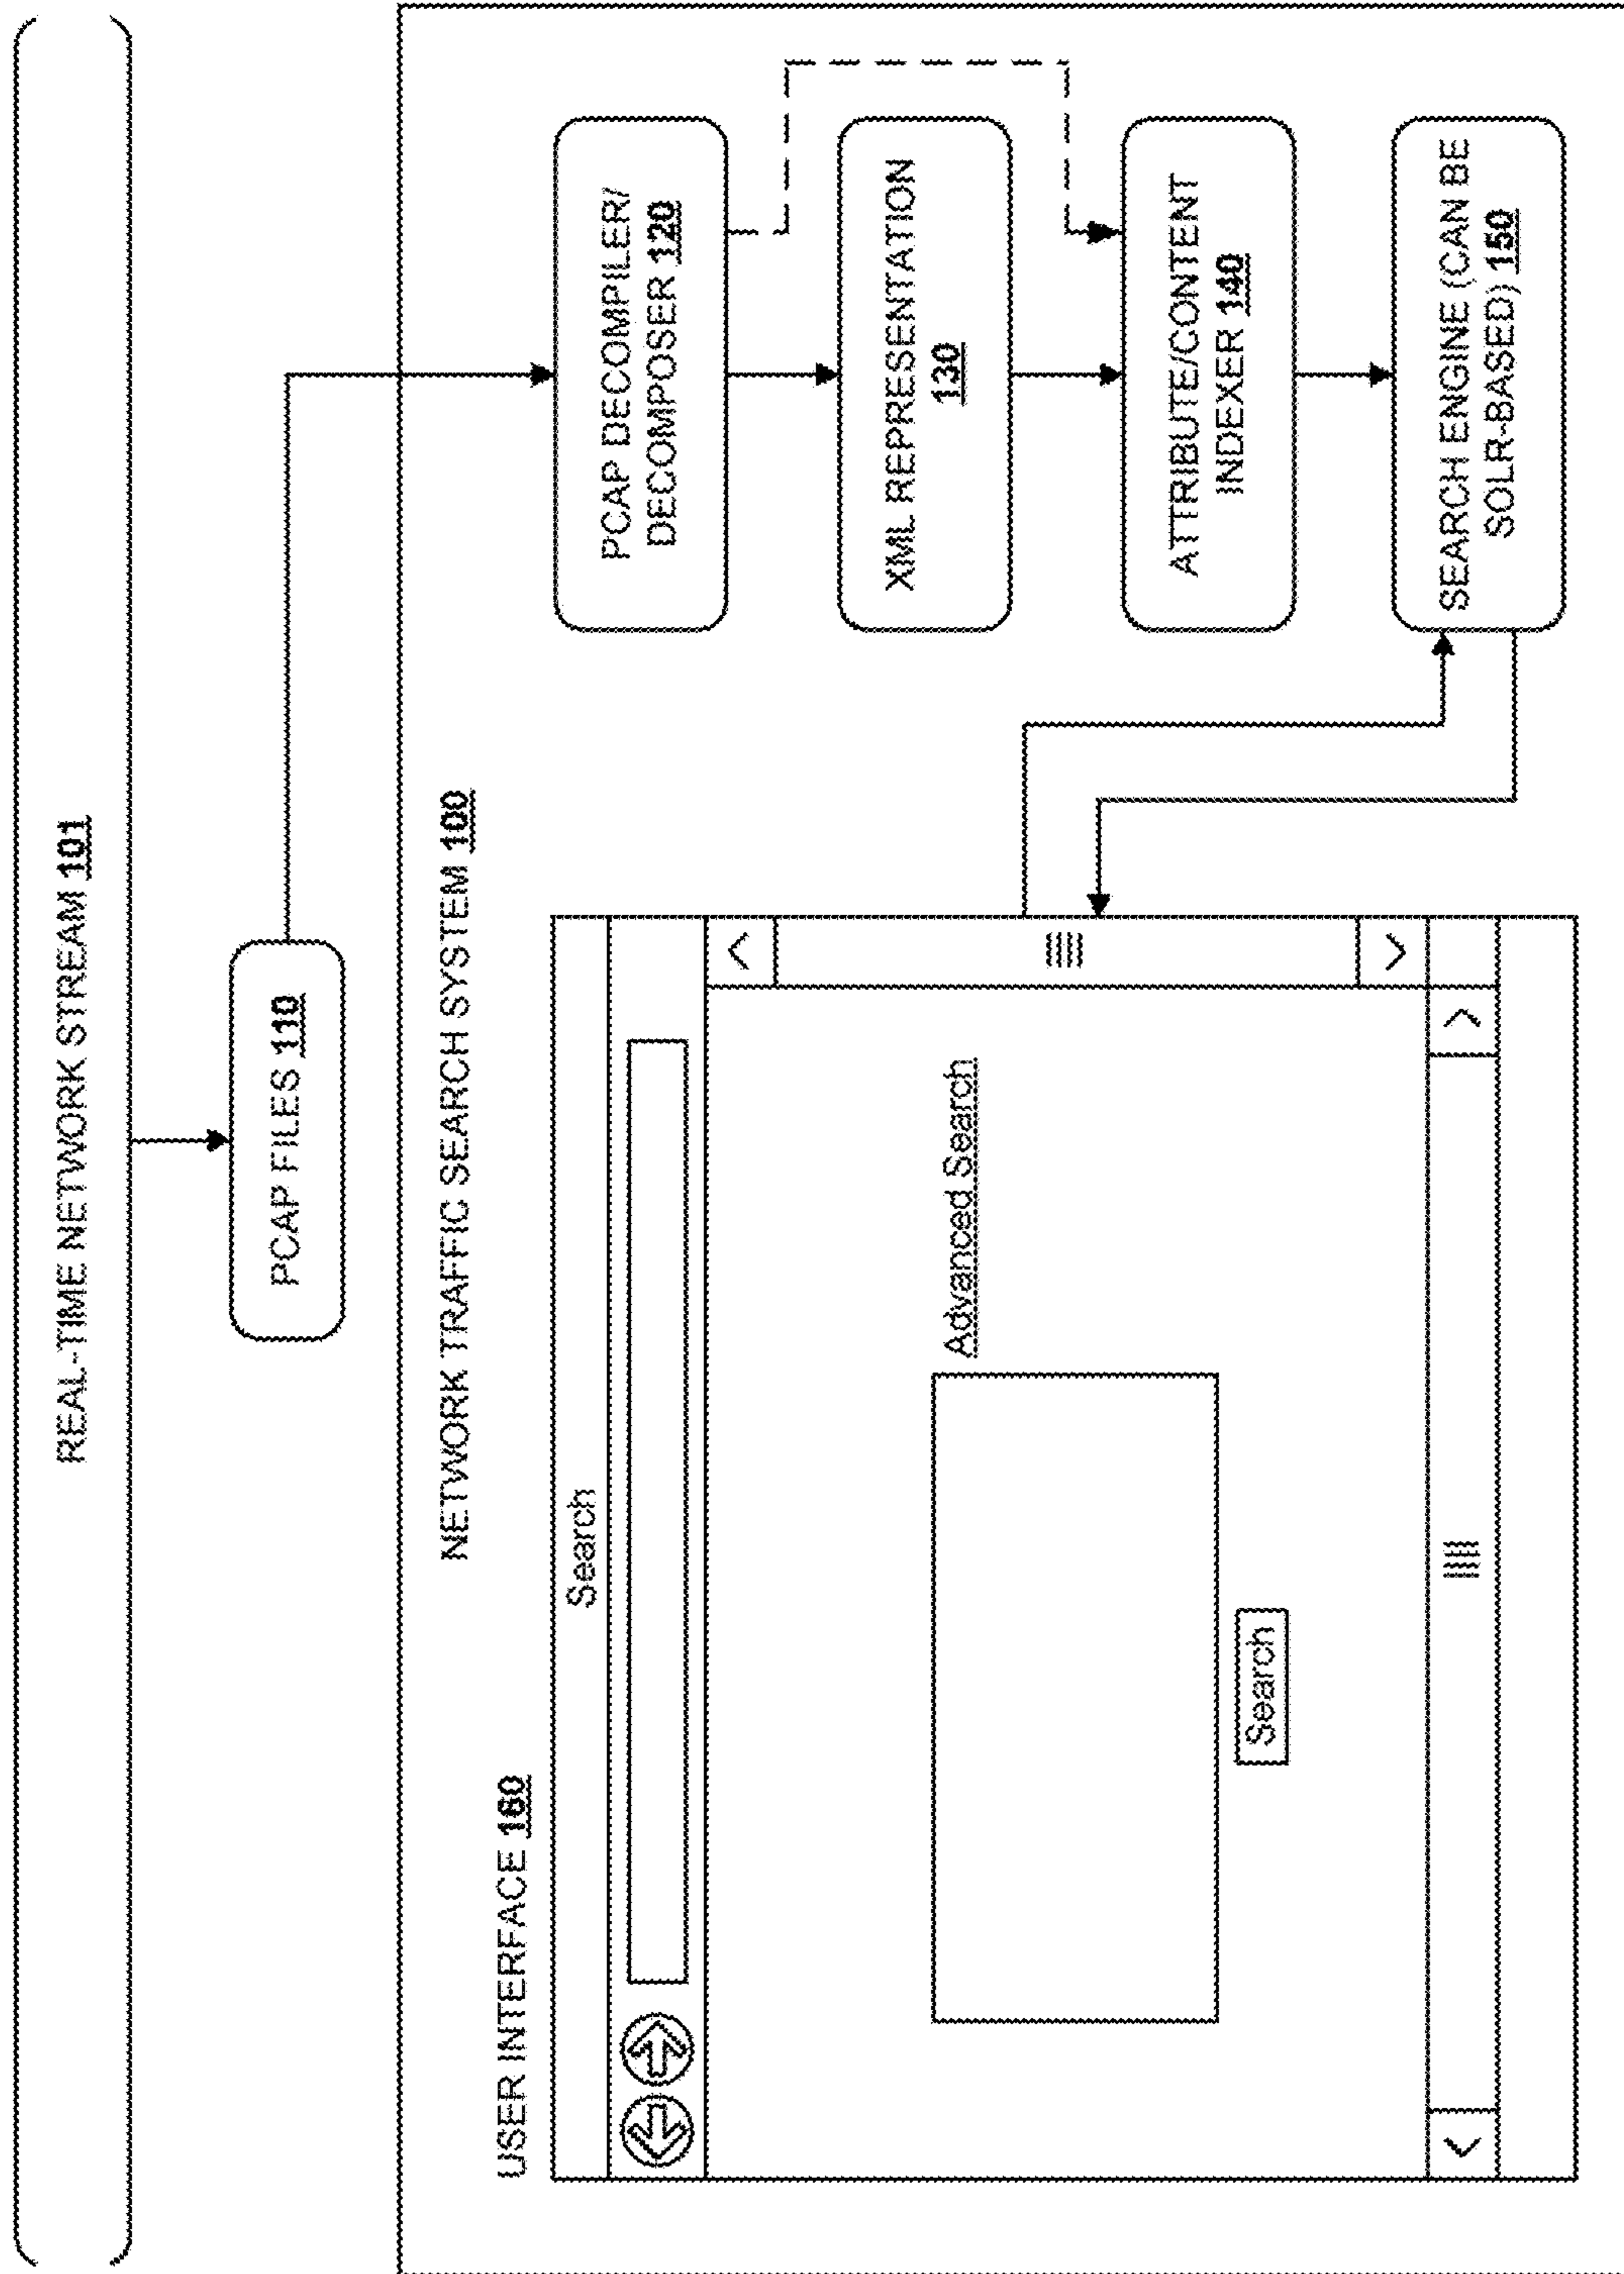 REAL-TIME NETWORK STREAM 101
PCAP FILES 110
NETWORK TRAFFIC SEARCH SYSTEM 100
USER INTERFACE 160
Search
Advanced Search
Search
PCAP DECOMPILER/
DECOMPOSER 120
XML REPRESENTATION
130
ATTRIBUTE/CONTENT
INDEXER 140
SEARCH ENGINE (CAN BE
SOLR-BASED) 150